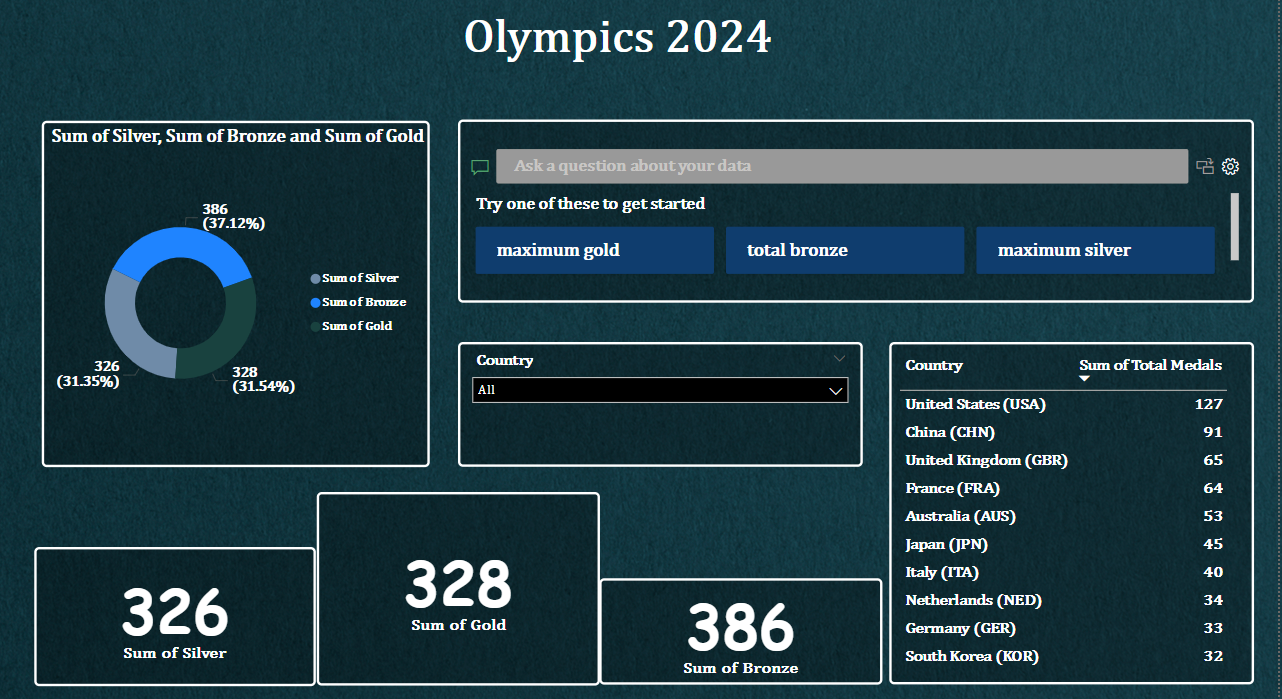 Olympics 2024
Sum of Silver, Sum of Bronze and Sum of Gold
386
(37.12%)
Sum of Silver
Sum of Bronze
Sum of Gold
326
(31.35%)
328
(31.54%)
Ask a question about your data
Try one of these to get started
maximum gold total bronze maximum silver
Country
All
Country Sum of Total Medals
United States (USA) 127
China (CHN) 91
United Kingdom (GBR) 65
France (FRA) 64
Australia (AUS) 53
Japan (JPN) 45
Italy (ITA) 40
Netherlands (NED) 34
Germany (GER) 33
South Korea (KOR) 32
326
Sum of Silver
328
Sum of Gold
386
Sum of Bronze